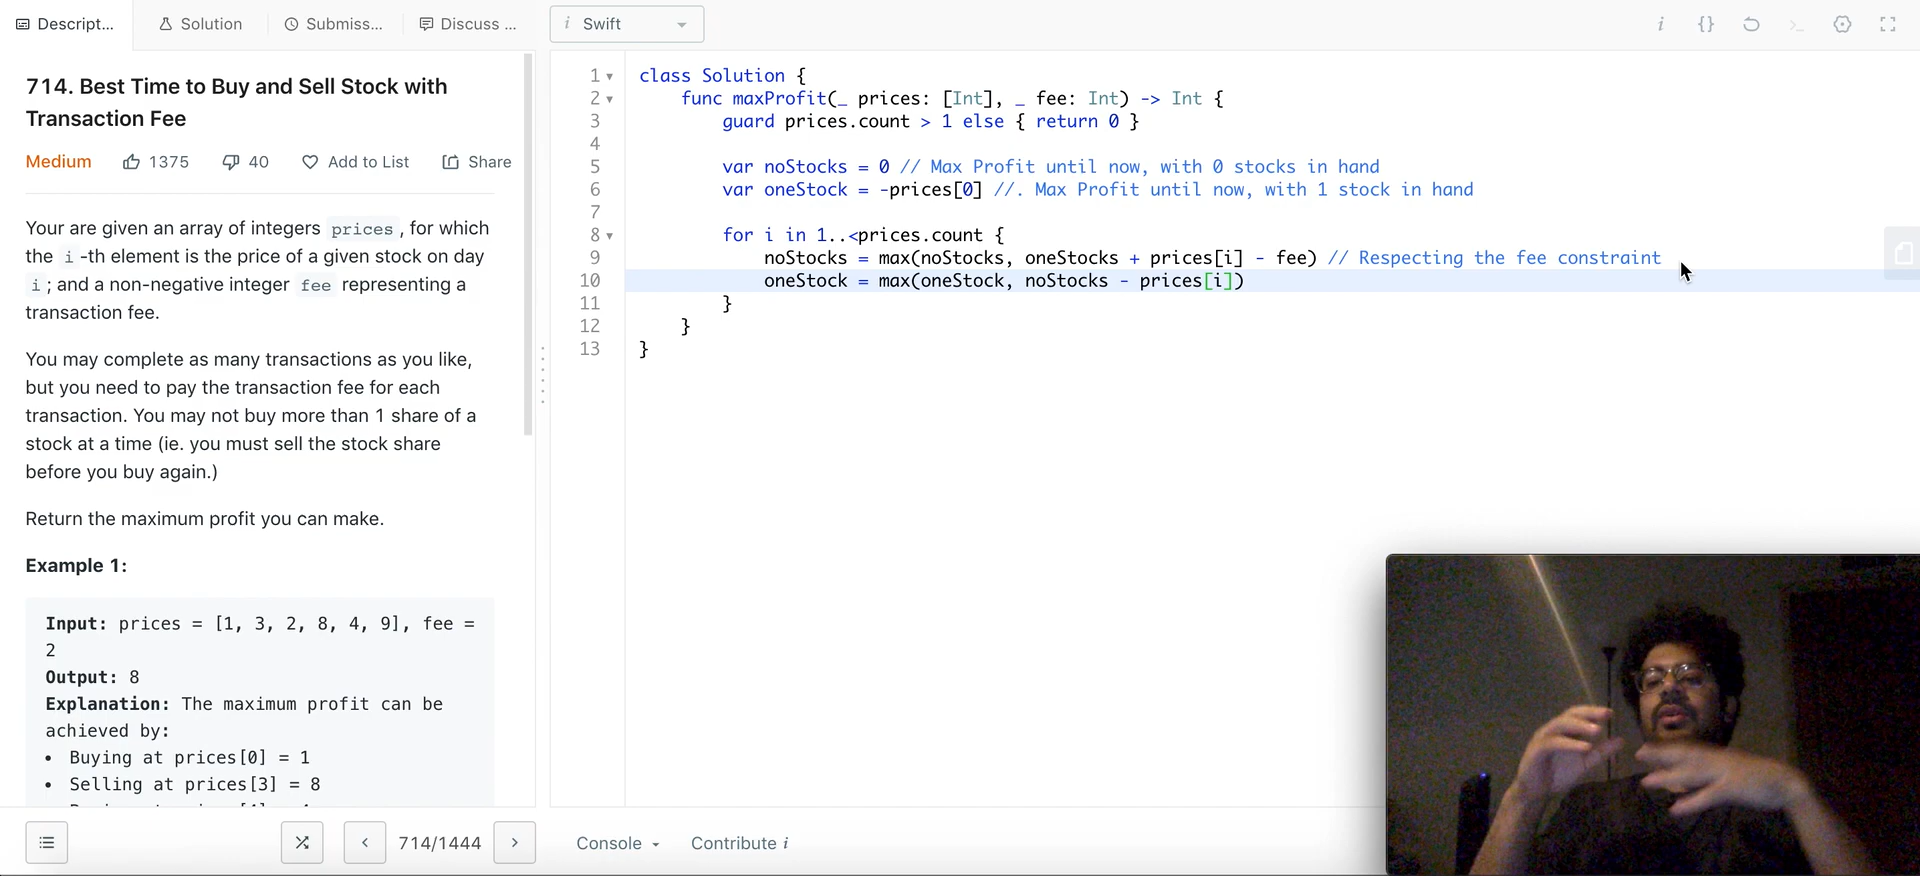 Descript...
Solution
Submiss...
Discuss ...
i Swift
i {}
714. Best Time to Buy and Sell Stock with
Transaction Fee
Medium 1375 40 Add to List Share
Your are given an array of integers prices , for which
the i -th element is the price of a given stock on day
i ; and a non-negative integer fee representing a
transaction fee.
You may complete as many transactions as you like,
but you need to pay the transaction fee for each
transaction. You may not buy more than 1 share of a
stock at a time (ie. you must sell the stock share
before you buy again.)
Return the maximum profit you can make.
Example 1:
Input: prices = [1, 3, 2, 8, 4, 9], fee =
2
Output: 8
Explanation: The maximum profit can be
achieved by:
• Buying at prices[0] = 1
• Selling at prices[3] = 8
1 class Solution {
2 func maxProfit(_ prices: [Int], _ fee: Int) -> Int {
3 guard prices.count > 1 else { return 0 }
4
5 var noStocks = 0 // Max Profit until now, with 0 stocks in hand
6 var oneStock = -prices[0] //. Max Profit until now, with 1 stock in hand
7
8 for i in 1..<prices.count {
9 noStocks = max(noStocks, oneStocks + prices[i] - fee) // Respecting the fee constraint
10 oneStock = max(oneStock, noStocks - prices[i])
11 }
12 }
13 }
714/1444
Console
Contribute i